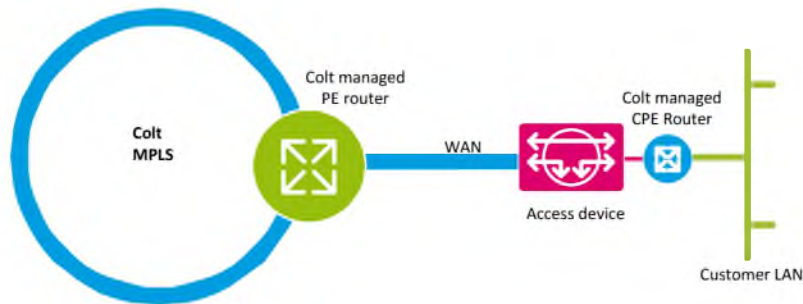 Colt
MPLS
Colt managed
PE router
WAN
Access device
Colt managed
CPE Router
Customer LAN